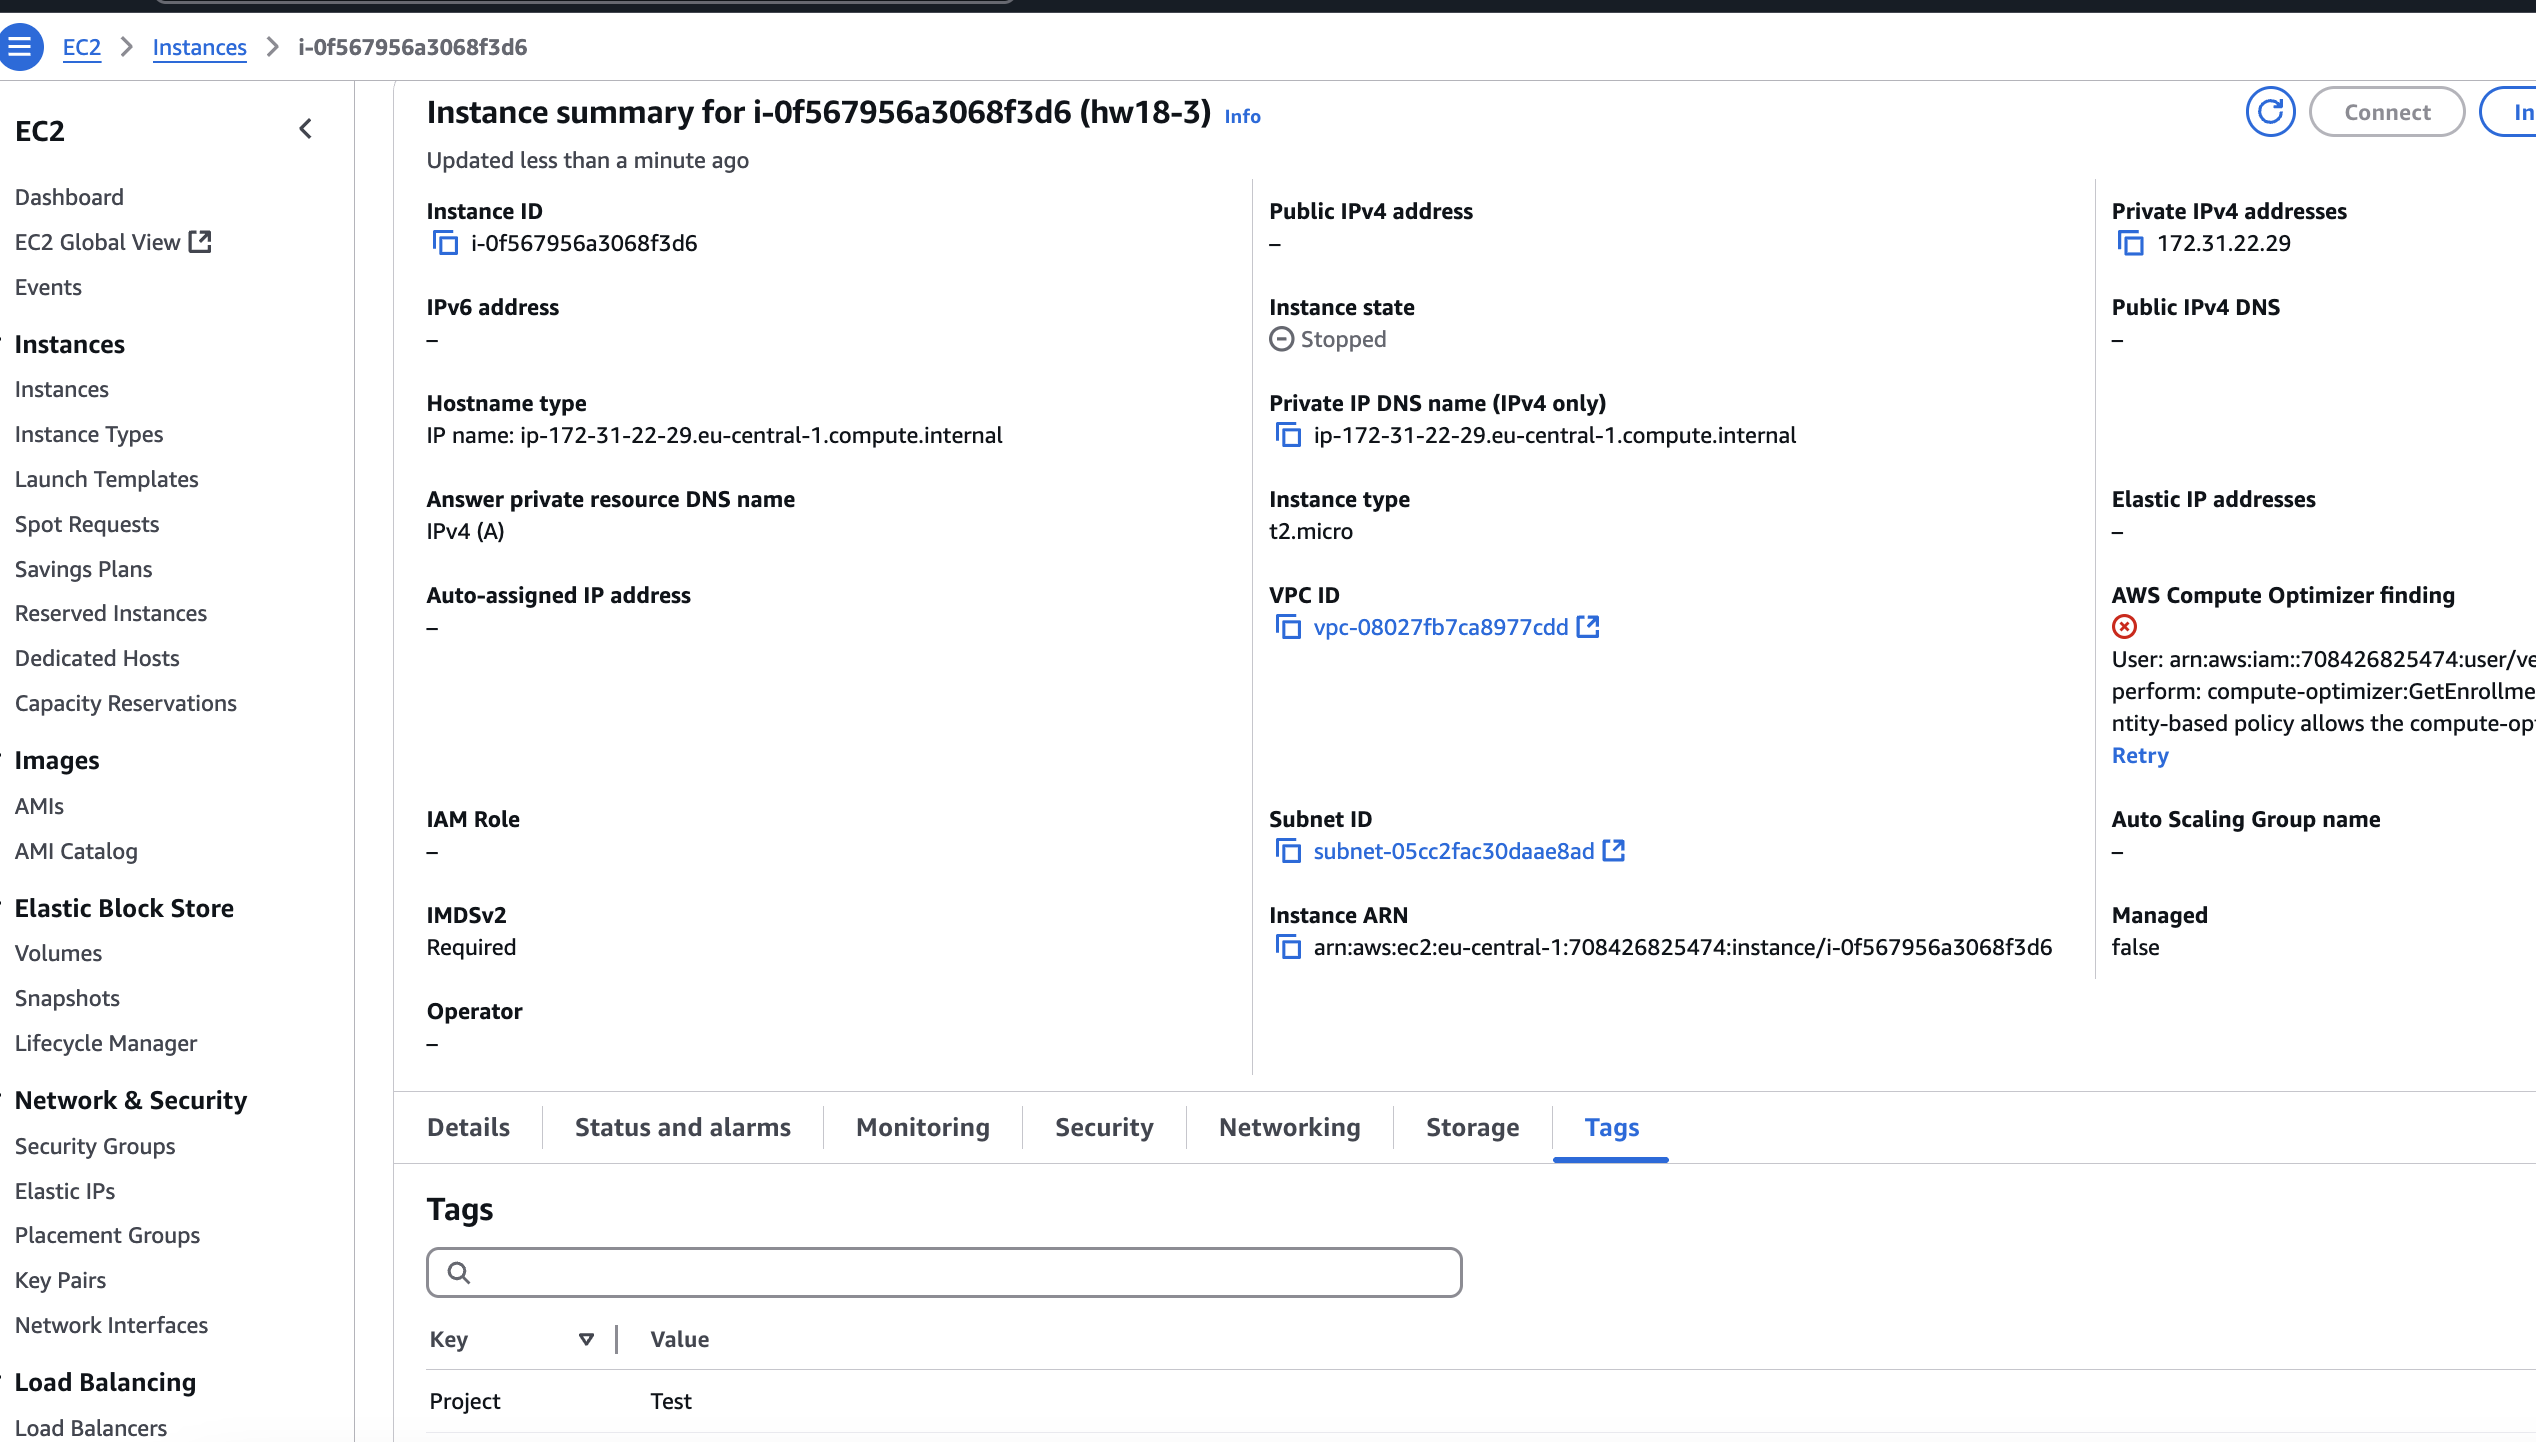 EC2 > Instances > i-0f567956a3068f3d6
EC2
Dashboard
EC2 Global View
Events
Instances
Instances
Instance Types
Launch Templates
Spot Requests
Savings Plans
Reserved Instances
Dedicated Hosts
Capacity Reservations
Images
AMIs
AMI Catalog
Elastic Block Store
Volumes
Snapshots
Lifecycle Manager
Network & Security
Security Groups
Elastic IPs
Placement Groups
Key Pairs
Network Interfaces
Load Balancing
Load Balancers
Instance summary for i-0f567956a3068f3d6 (hw18-3) Info
Updated less than a minute ago
Connect
In
Instance ID
i-0f567956a3068f3d6
Public IPv4 address
–
Private IPv4 addresses
172.31.22.29
IPv6 address
–
Instance state
Stopped
Public IPv4 DNS
–
Hostname type
IP name: ip-172-31-22-29.eu-central-1.compute.internal
Private IP DNS name (IPv4 only)
ip-172-31-22-29.eu-central-1.compute.internal
Answer private resource DNS name
IPv4 (A)
Instance type
t2.micro
Elastic IP addresses
–
Auto-assigned IP address
–
VPC ID
vpc-08027fb7ca8977cdd
AWS Compute Optimizer finding
User: arn:aws:iam::708426825474:user/ve
perform: compute-optimizer:GetEnrollme
ntity-based policy allows the compute-op
Retry
IAM Role
–
Subnet ID
subnet-05cc2fac30daae8ad
Auto Scaling Group name
–
IMDSv2
Required
Instance ARN
arn:aws:ec2:eu-central-1:708426825474:instance/i-0f567956a3068f3d6
Managed
false
Operator
–
Details
Status and alarms
Monitoring
Security
Networking
Storage
Tags
Tags
Key
Value
Project
Test